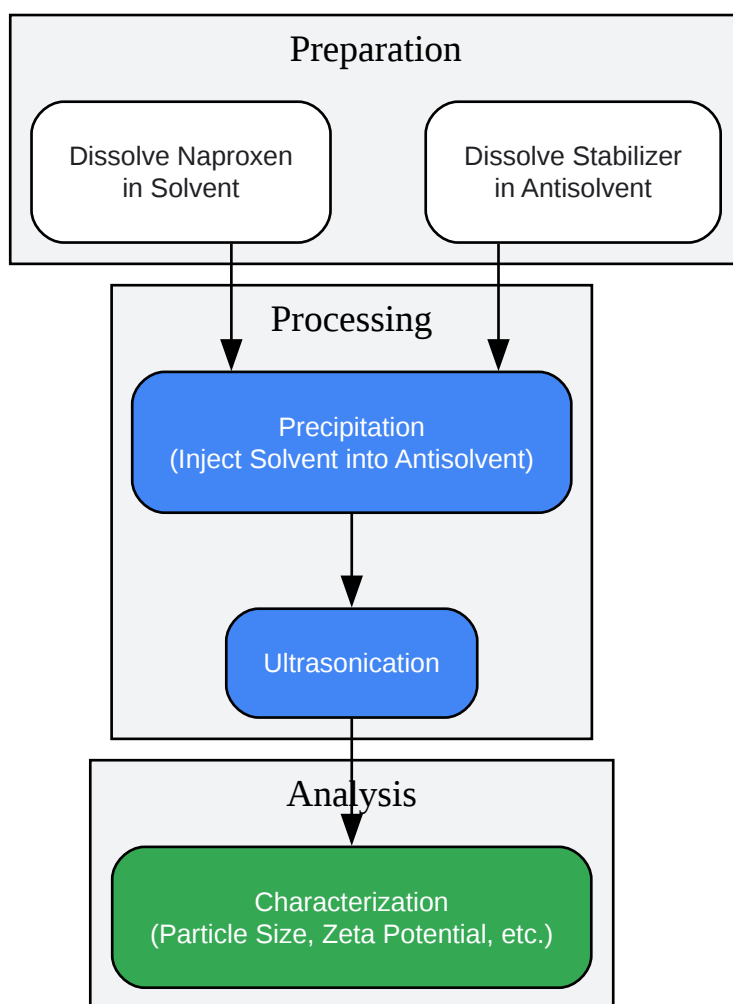 Preparation
Dissolve Naproxen
in Solvent
Dissolve Stabilizer
in Antisolvent
Processing
Precipitation
(Inject Solvent into Antisolvent)
Ultrasonication
Analysis
Characterization
(Particle Size, Zeta Potential, etc.)